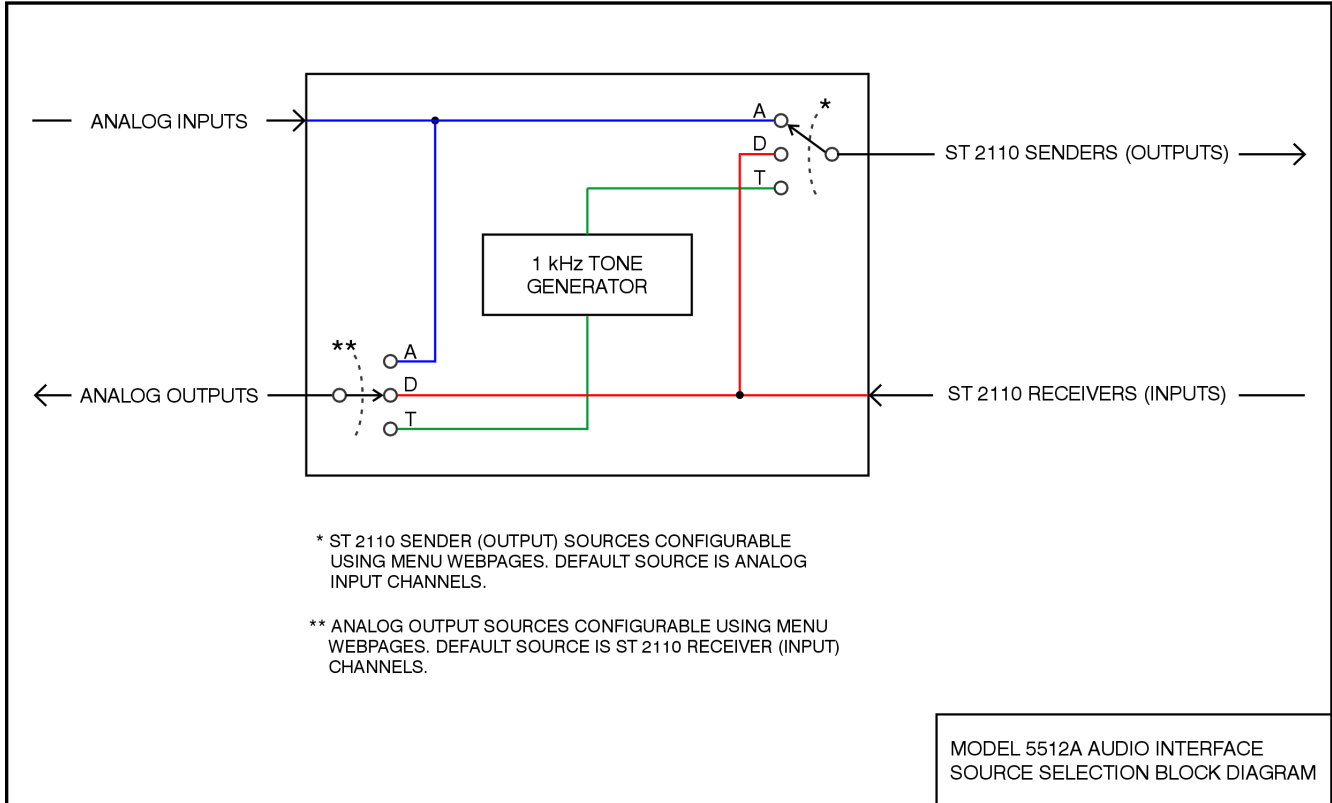 ANALOG INPUTS
A
*
D
ST 2110 SENDERS (OUTPUTS)
T
1 kHz TONE
GENERATOR
**
A
ANALOG OUTPUTS
D
ST 2110 RECEIVERS (INPUTS)
T
* ST 2110 SENDER (OUTPUT) SOURCES CONFIGURABLE
USING MENU WEBPAGES. DEFAULT SOURCE IS ANALOG
INPUT CHANNELS.
** ANALOG OUTPUT SOURCES CONFIGURABLE USING MENU
WEBPAGES. DEFAULT SOURCE IS ST 2110 RECEIVER (INPUT)
CHANNELS.
MODEL 5512A AUDIO INTERFACE
SOURCE SELECTION BLOCK DIAGRAM